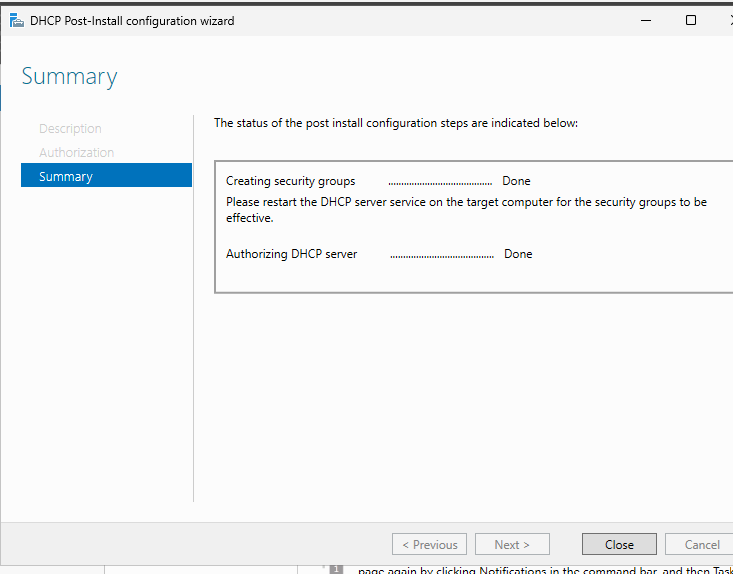 DHCP Post-Install configuration wizard
Summary
Description
Authorization
Summary
The status of the post install configuration steps are indicated below:
Creating security groups ........................................ Done
Please restart the DHCP server service on the target computer for the security groups to be
effective.
Authorizing DHCP server ........................................ Done
< Previous
Next >
Close
Cancel
1
page again by clicking Notifications in the command bar, and then Task